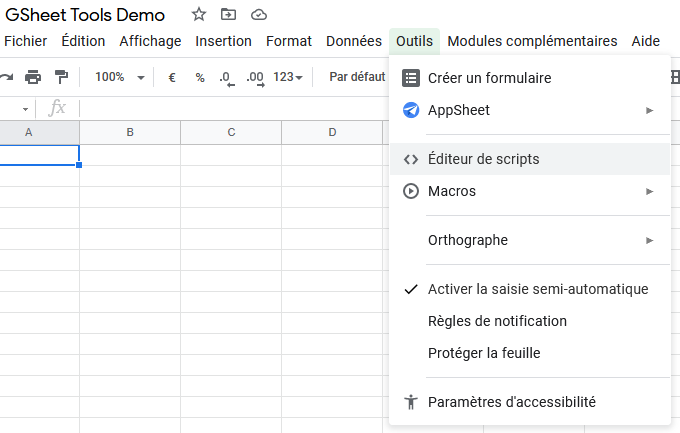 GSheet Tools Demo
Fichier Édition Affichage Insertion Format Données Outils Modules complémentaires Aide
100% € % .0 .00 123 Par défaut
fx
A B C D
Créer un formulaire
AppSheet
Éditeur de scripts
Macros
Orthographe
Activer la saisie semi-automatique
Règles de notification
Protéger la feuille
Paramètres d'accessibilité